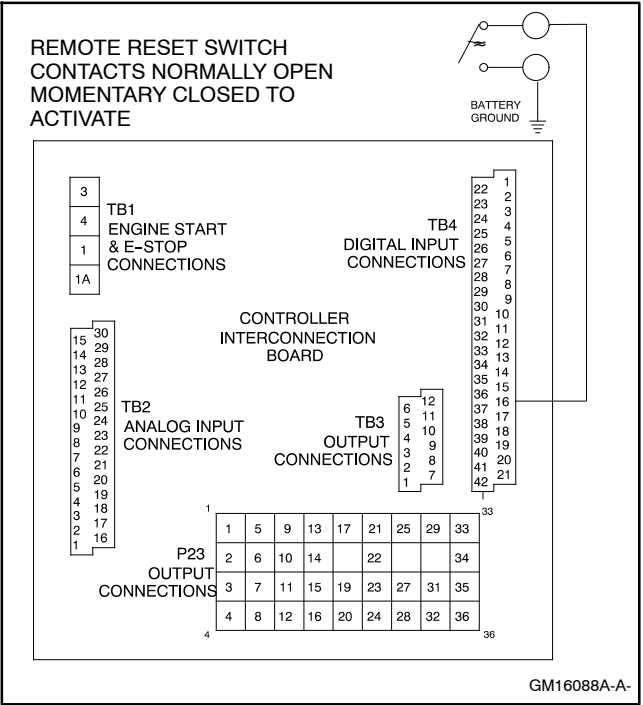 REMOTE RESET SWITCH
CONTACTS NORMALLY OPEN
MOMENTARY CLOSED TO
ACTIVATE
BATTERY
GROUND
3
4
1
1A
TB1
ENGINE START
& E−STOP
CONNECTIONS
TB4
DIGITAL INPUT
CONNECTIONS
22 1
23 2
24 3
25 4
26 5
27 6
28 7
29 8
30 9
31 10
32 11
33 12
34 13
35 14
36 15
37 16
38 17
39 18
40 19
41 20
42 21
CONTROLLER
INTERCONNECTION
BOARD
15 30
14 29
13 28
12 27
11 26
10 25
9 24
8 23
7 22
6 21
5 20
4 19
3 18
2 17
1 16
TB2
ANALOG INPUT
CONNECTIONS
TB3
OUTPUT
CONNECTIONS
6 12
5 11
4 10
3 9
2 8
1 7
P23
OUTPUT
CONNECTIONS
1 33
1 5 9 13 17 21 25 29 33
2 6 10 14 22 34
3 7 11 15 19 23 27 31 35
4 8 12 16 20 24 28 32 36
4 36
GM16088A-A-